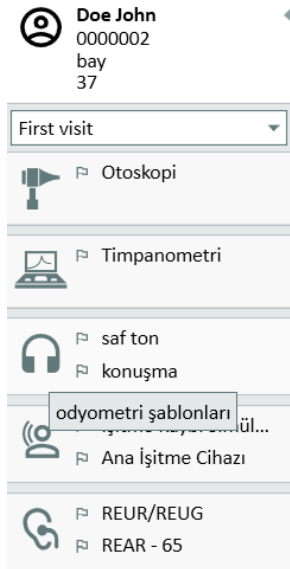 Doe John
0000002
bay
37
First visit
Otoskopi
Timpanometri
saf ton
konuşma
odyometri şablonları
Ana İşitme Cihazı
REUR/REUG
REAR - 65